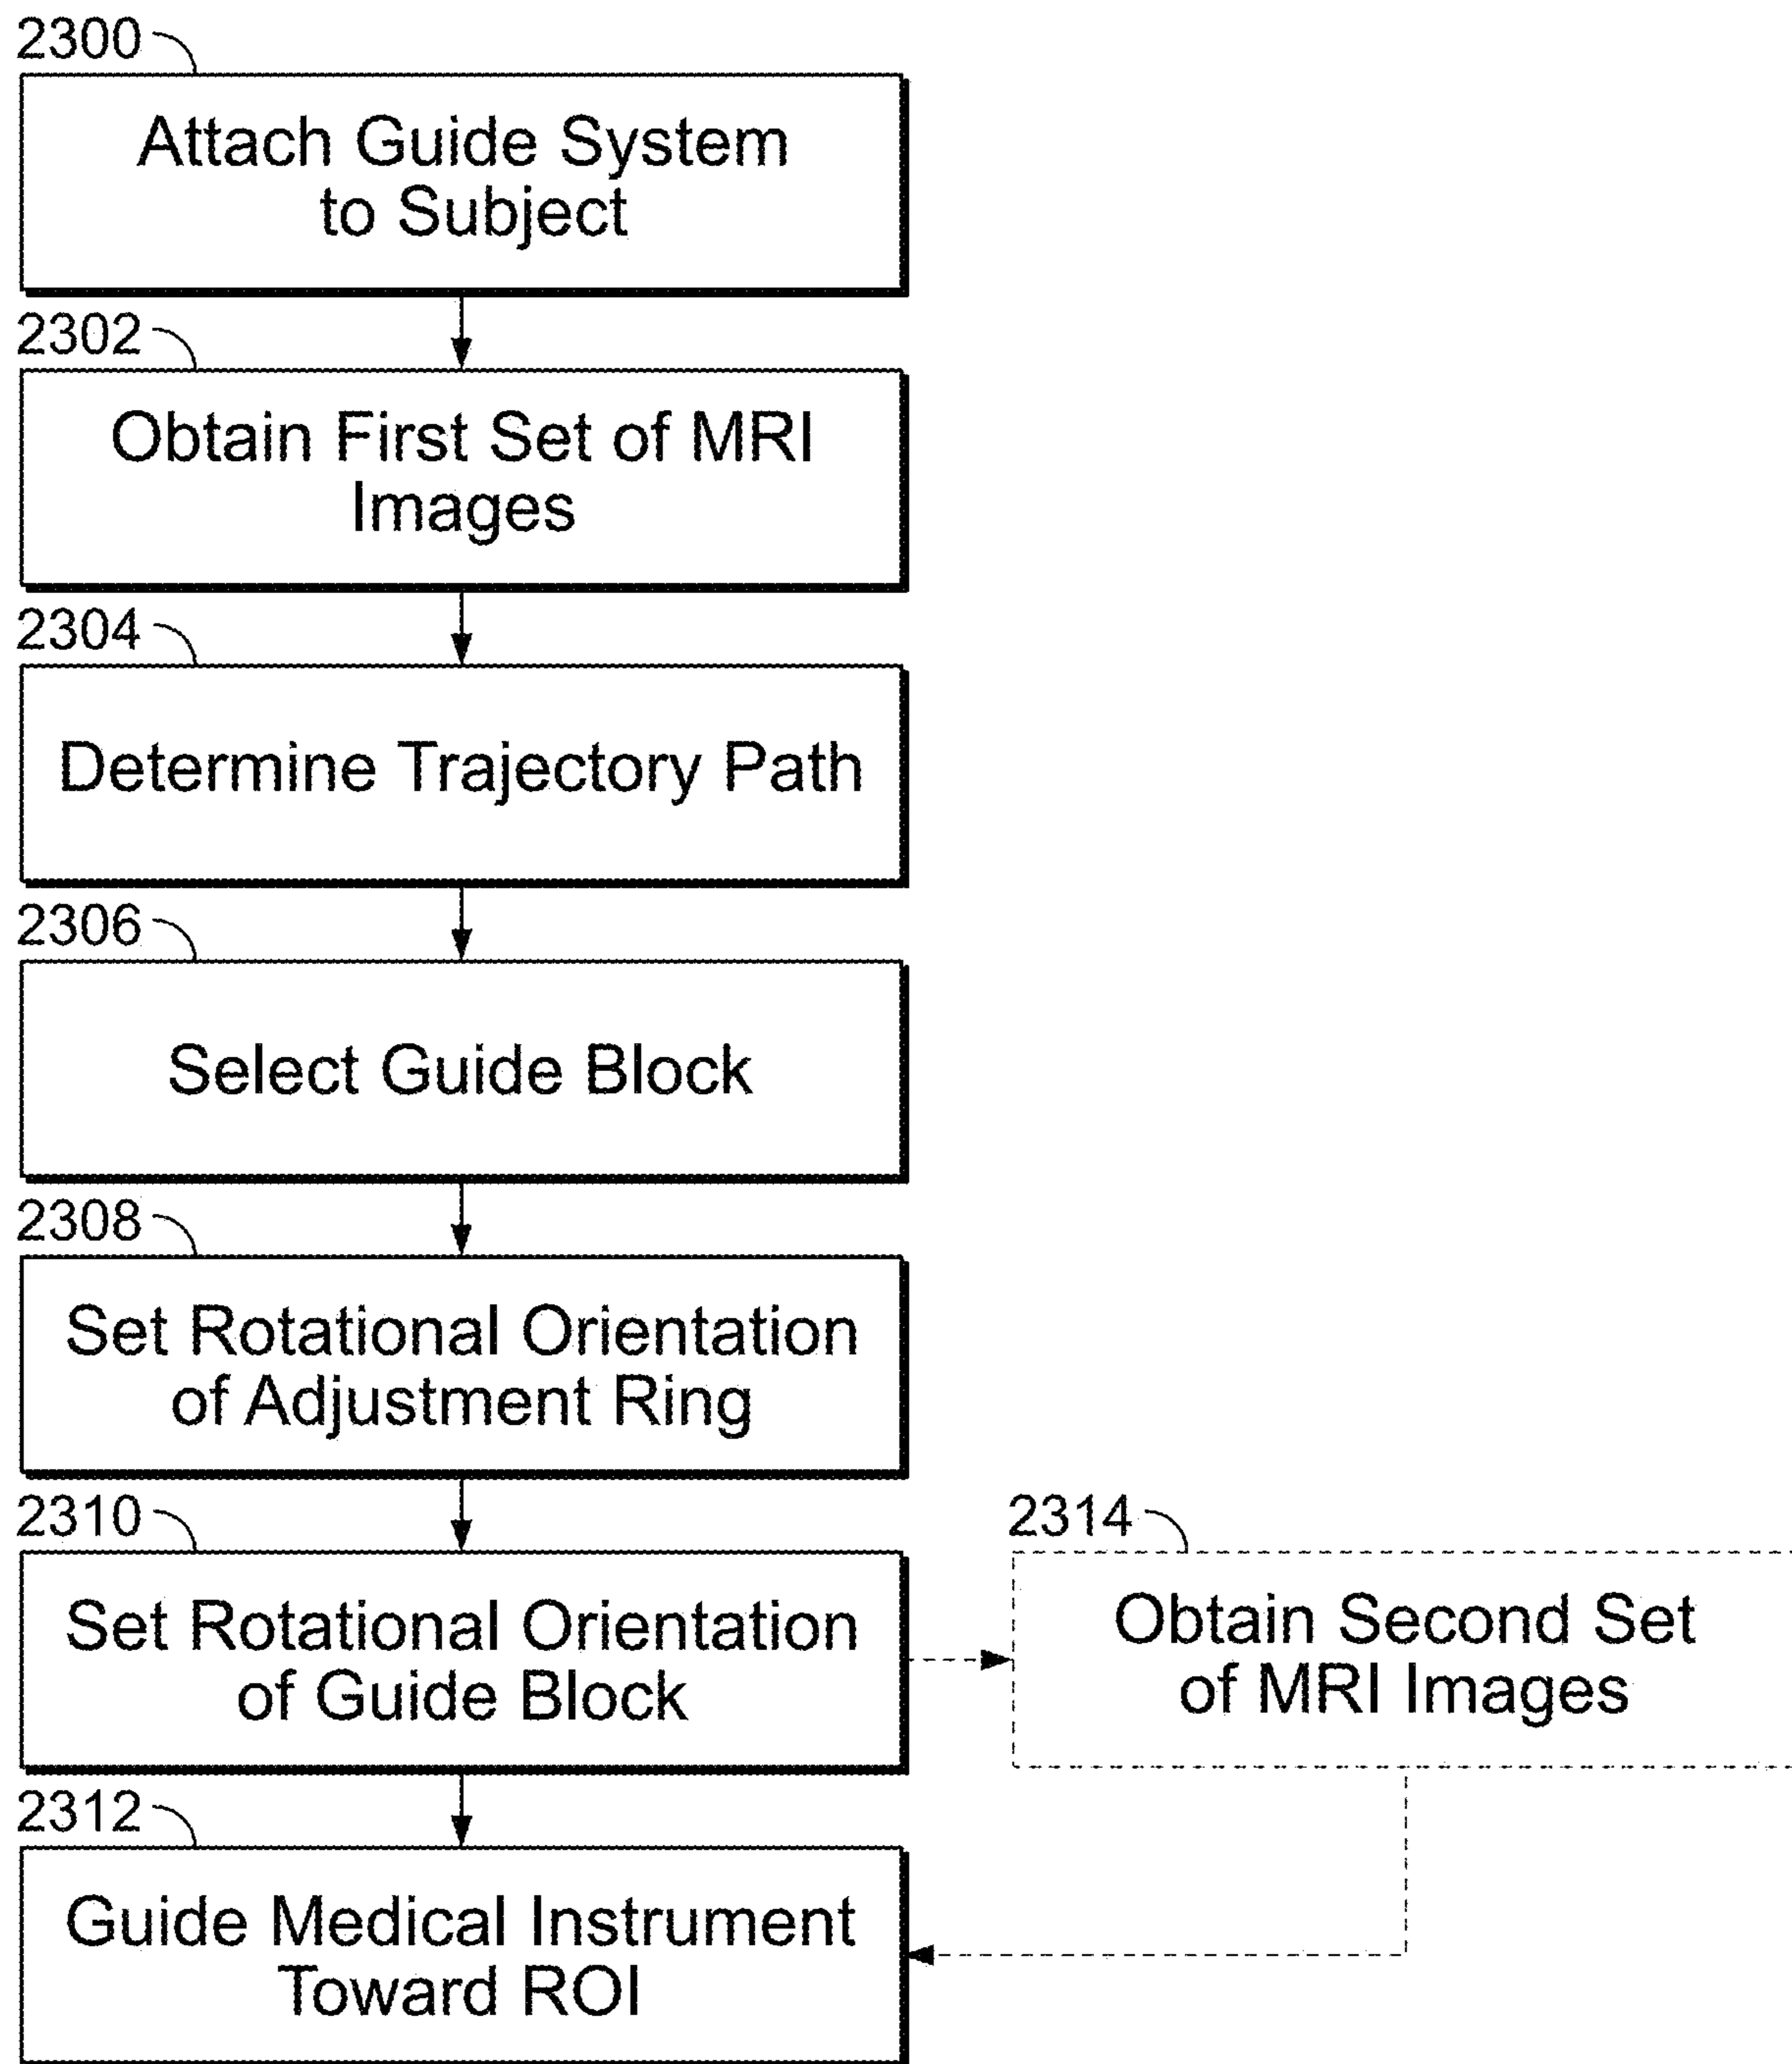 2300
Attach Guide System
to Subject
2302
Obtain First Set of MRI
Images
2304
Determine Trajectory Path
2306
Select Guide Block
2308
Set Rotational Orientation
of Adjustment Ring
2310
Set Rotational Orientation
of Guide Block
2314
Obtain Second Set
of MRI Images
2312
Guide Medical Instrument
Toward ROI